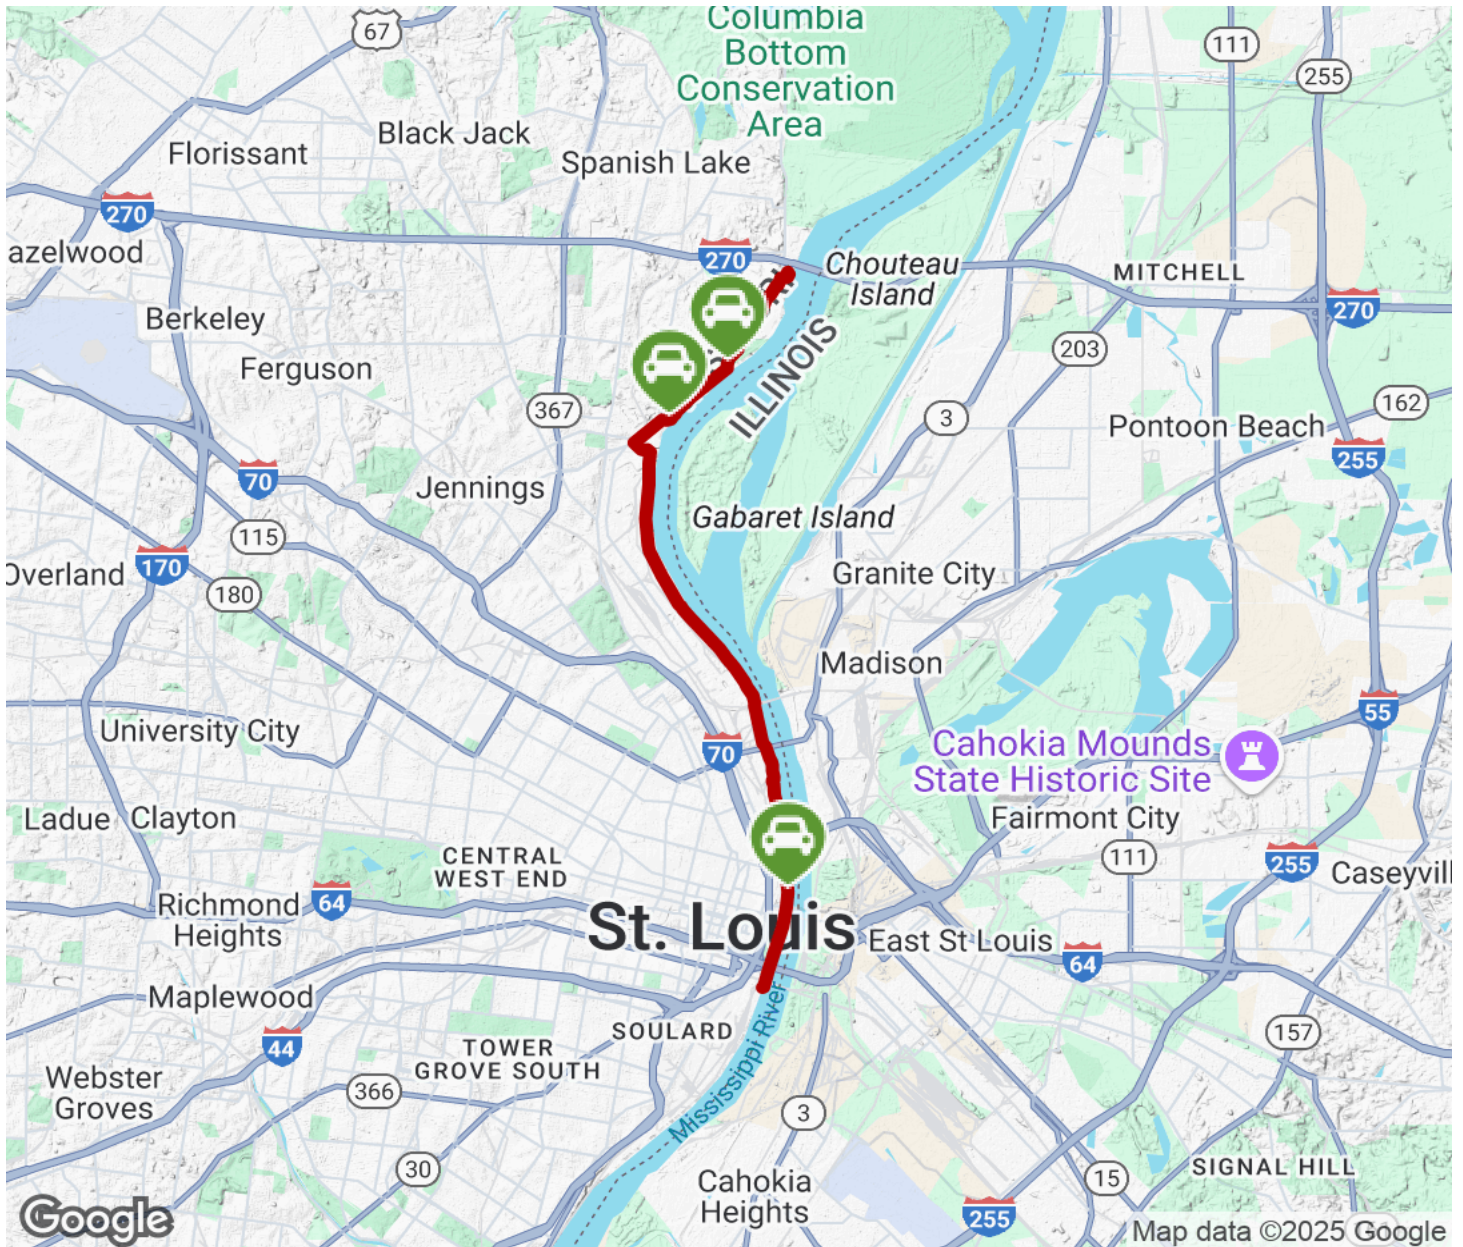 Columbia
Bottom
Conservation
Area
67
111
255
Black Jack
Florissant
Spanish Lake
270
azelwood
270
Chouteau
Island
MITCHELL
270
Berkeley
203
ILLINOIS
Ferguson
367
3
162
Pontoon Beach
255
70
Jennings
Gabaret Island
115
Overland
170
180
Granite City
Madison
55
University City
70
Cahokia Mounds
State Historic Site
Ladue
Clayton
Fairmont City
CENTRAL
WEST END
111
255
Caseyvill
Richmond
Heights
64
St. Louis
East St Louis
64
Maplewood
SOULARD
Mississippi River
157
44
TOWER
GROVE SOUTH
Webster
Groves
366
3
30
Cahokia
Heights
15
SIGNAL HILL
255
Google
Map data ©2025 Google